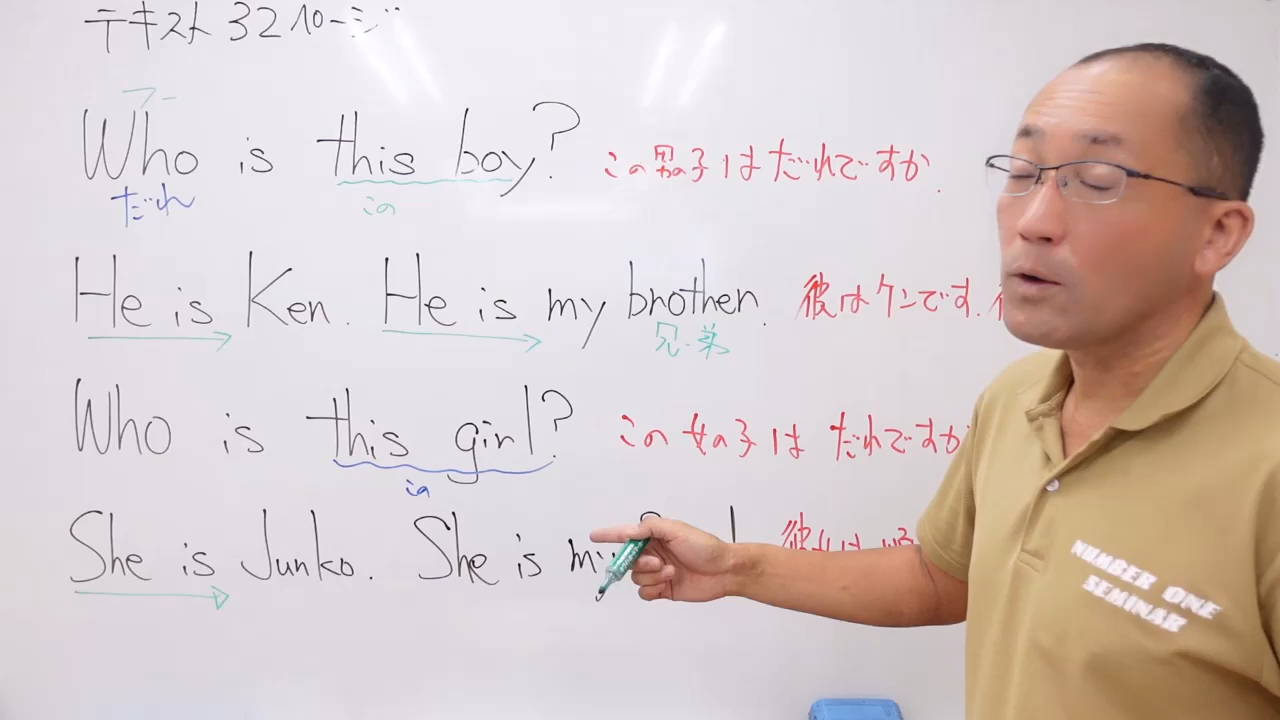 テキスト 32ページ
フー
Who is this boy? この男の子はだれですか.
だれ この
He is Ken. He is my brother. 彼はケンです.
兄・弟
Who is this girl? この女の子はだれですか
この
She is Junko. She is my 彼女は
NUMBER ONE
SEMINAR